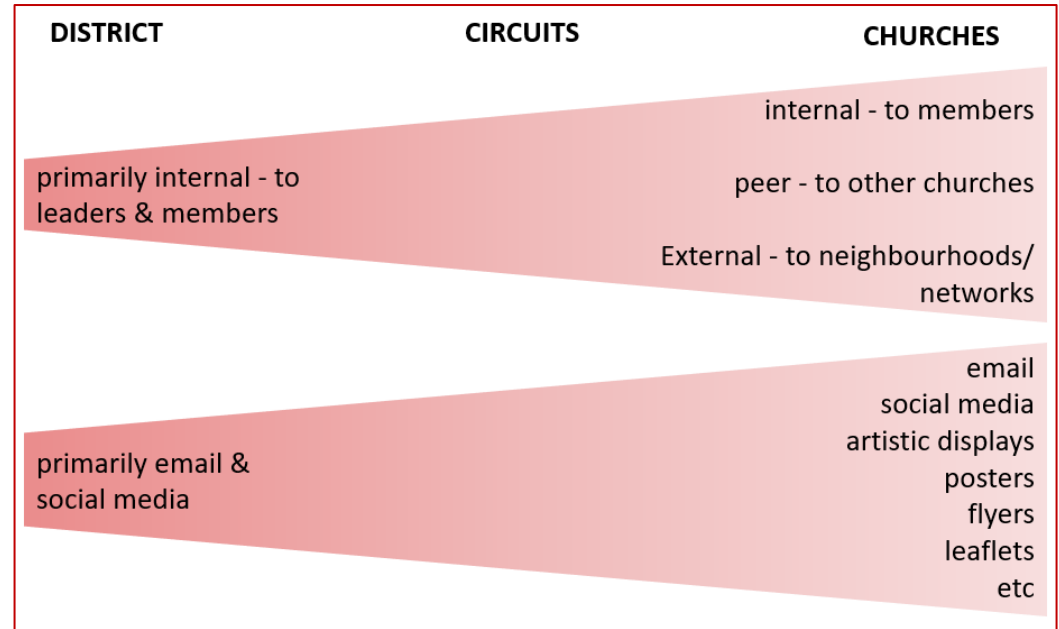 DISTRICT CIRCUITS CHURCHES
primarily internal - to
leaders & members
internal - to members
peer - to other churches
External - to neighbourhoods/
networks
primarily email &
social media
email
social media
artistic displays
posters
flyers
leaflets
etc